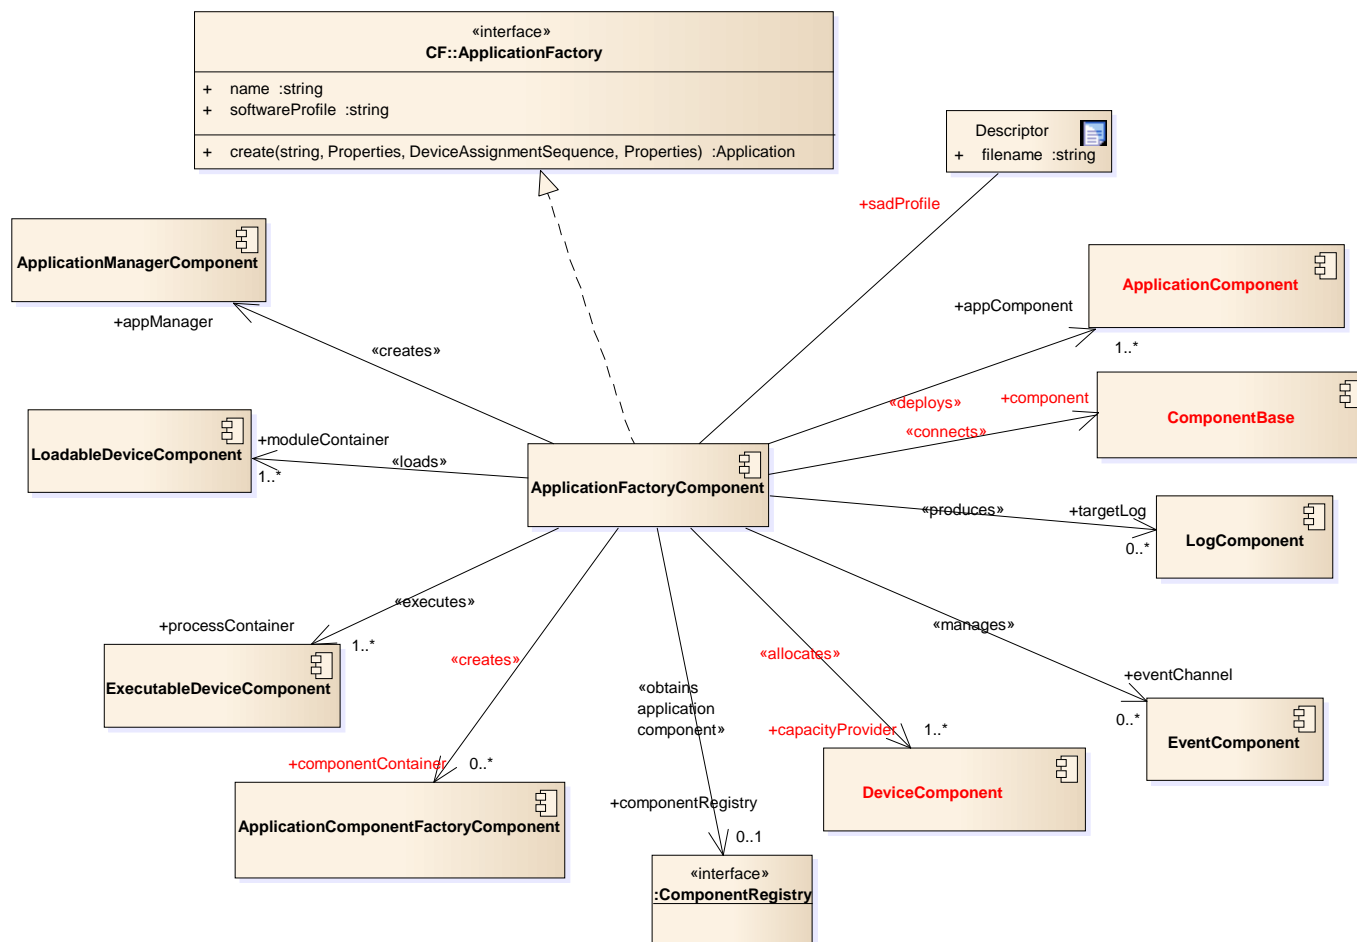 «interface»
CF::ApplicationFactory
+ name :string
+ softwareProfile :string
+ create(string, Properties, DeviceAssignmentSequence, Properties) :Application
Descriptor
+ filename :string
+sadProfile
ApplicationManagerComponent
+appManager
«creates»
ApplicationComponent
+appComponent
1..*
«deploys»
+component
ComponentBase
«connects»
LoadableDeviceComponent
+moduleContainer
1..*
«loads»
ApplicationFactoryComponent
«produces»
+targetLog
0..*
LogComponent
«executes»
+processContainer
1..*
ExecutableDeviceComponent
«creates»
+componentContainer
0..*
ApplicationComponentFactoryComponent
«obtains
application
component»
+componentRegistry
0..1
«interface»
:ComponentRegistry
«allocates»
+capacityProvider
1..*
DeviceComponent
«manages»
+eventChannel
0..*
EventComponent